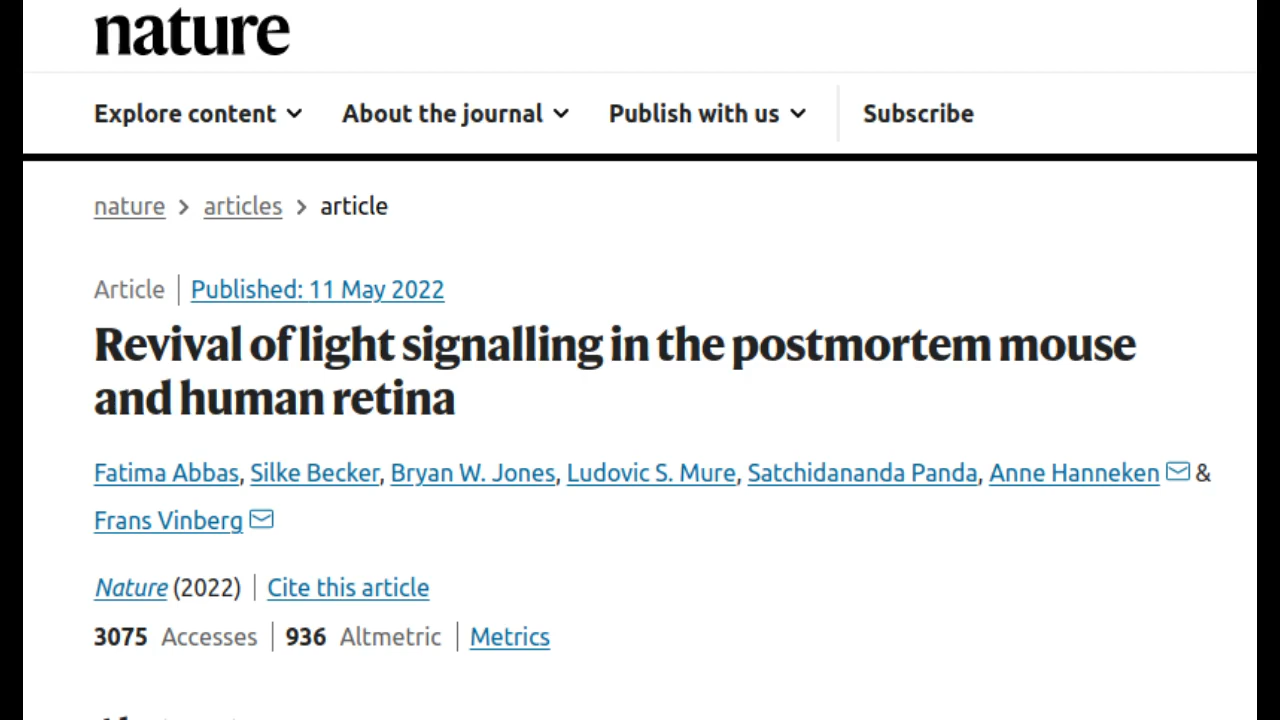 nature
Explore content About the journal Publish with us Subscribe
nature > articles > article
Article | Published: 11 May 2022
Revival of light signalling in the postmortem mouse
and human retina
Fatima Abbas, Silke Becker, Bryan W. Jones, Ludovic S. Mure, Satchidananda Panda, Anne Hanneken &
Frans Vinberg
Nature (2022) | Cite this article
3075 Accesses | 936 Altmetric | Metrics